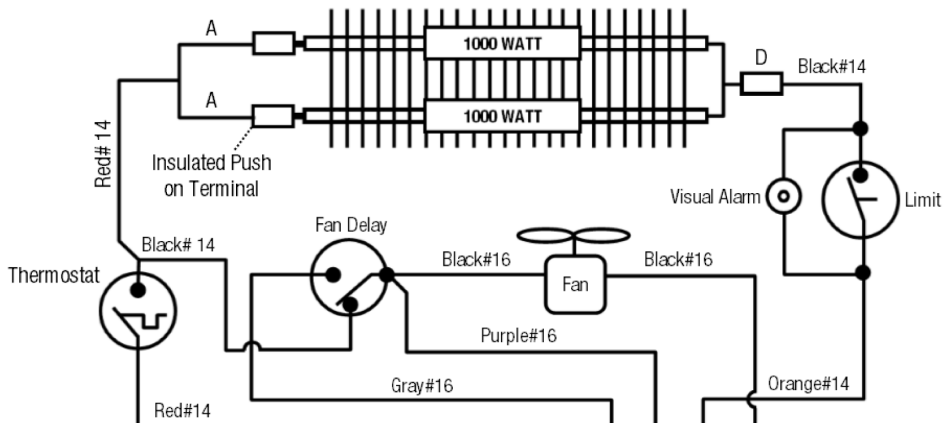 A
1000 WATT
D
Black#14
A
1000 WATT
Red# 14
Insulated Push
on Terminal
Visual Alarm
Limit
Fan Delay
Black# 14
Black#16
Black#16
Thermostat
Fan
Purple#16
Gray#16
Orange#14
Red#14